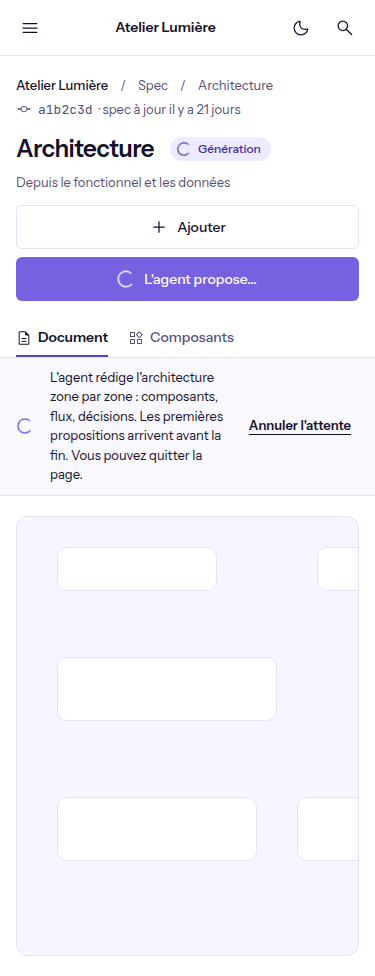 Atelier Lumière
Atelier Lumière / Spec / Architecture
a1b2c3d · spec à jour il y a 21 jours
Architecture Génération
Depuis le fonctionnel et les données
Ajouter
L'agent propose…
Document Composants
L'agent rédige l'architecture
zone par zone : composants,
flux, décisions. Les premières
propositions arrivent avant la
fin. Vous pouvez quitter la
page.
Annuler l'attente